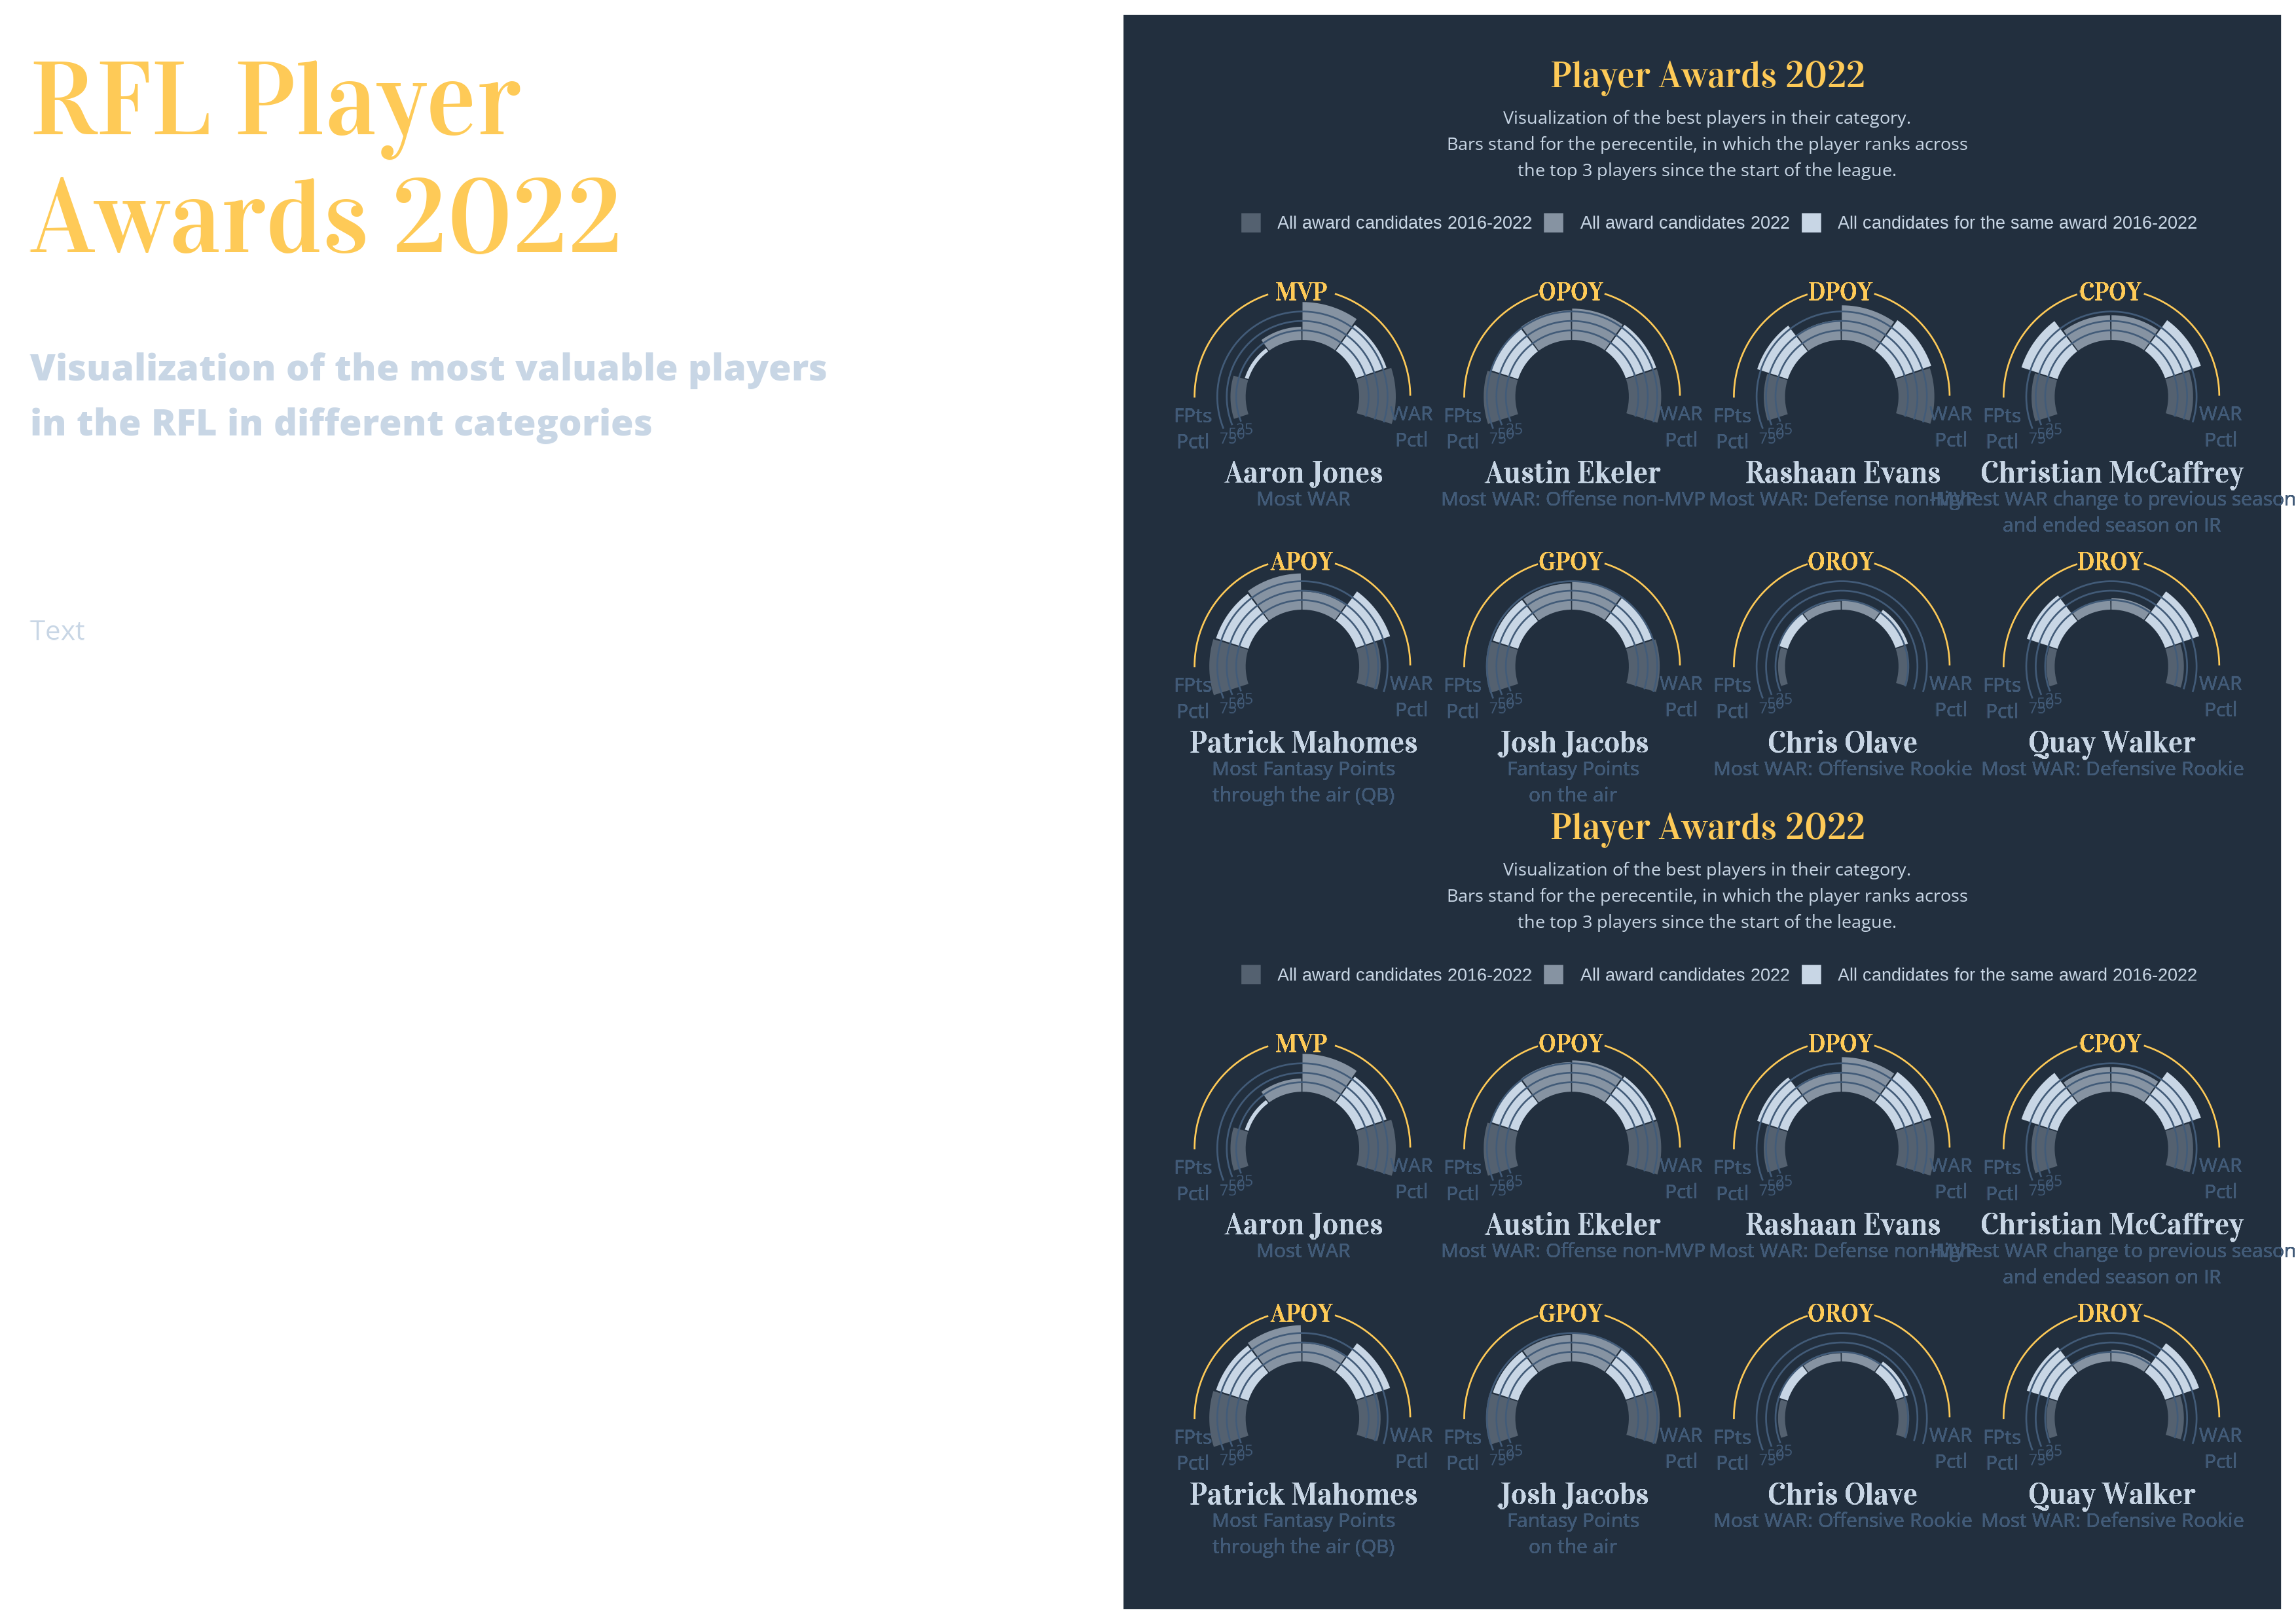 RFL Player
Awards 2022
Visualization of the most valuable players
in the RFL in different categories
Text
Player Awards 2022
Visualization of the best players in their category.
Bars stand for the perecentile, in which the player ranks across
the top 3 players since the start of the league.
All award candidates 2016-2022 All award candidates 2022 All candidates for the same award 2016-2022
MVP OPOY DPOY CPOY
FPts WAR FPts WAR FPts WAR FPts WAR
Pctl 75 50 25 Pctl Pctl 75 50 25 Pctl Pctl 75 50 25 Pctl Pctl 75 50 25 Pctl
Aaron Jones Austin Ekeler Rashaan Evans Christian McCaffrey
Most WAR Most WAR: Offense non-MVP Most WAR: Defense non-MVP Highest WAR change to previous season
and ended season on IR
APOY GPOY OROY DROY
FPts WAR FPts WAR FPts WAR FPts WAR
Pctl 75 50 25 Pctl Pctl 75 50 25 Pctl Pctl 75 50 25 Pctl Pctl 75 50 25 Pctl
Patrick Mahomes Josh Jacobs Chris Olave Quay Walker
Most Fantasy Points Fantasy Points Most WAR: Offensive Rookie Most WAR: Defensive Rookie
through the air (QB) on the air
Player Awards 2022
Visualization of the best players in their category.
Bars stand for the perecentile, in which the player ranks across
the top 3 players since the start of the league.
All award candidates 2016-2022 All award candidates 2022 All candidates for the same award 2016-2022
MVP OPOY DPOY CPOY
FPts WAR FPts WAR FPts WAR FPts WAR
Pctl 75 50 25 Pctl Pctl 75 50 25 Pctl Pctl 75 50 25 Pctl Pctl 75 50 25 Pctl
Aaron Jones Austin Ekeler Rashaan Evans Christian McCaffrey
Most WAR Most WAR: Offense non-MVP Most WAR: Defense non-MVP Highest WAR change to previous season
and ended season on IR
APOY GPOY OROY DROY
FPts WAR FPts WAR FPts WAR FPts WAR
Pctl 75 50 25 Pctl Pctl 75 50 25 Pctl Pctl 75 50 25 Pctl Pctl 75 50 25 Pctl
Patrick Mahomes Josh Jacobs Chris Olave Quay Walker
Most Fantasy Points Fantasy Points Most WAR: Offensive Rookie Most WAR: Defensive Rookie
through the air (QB) on the air